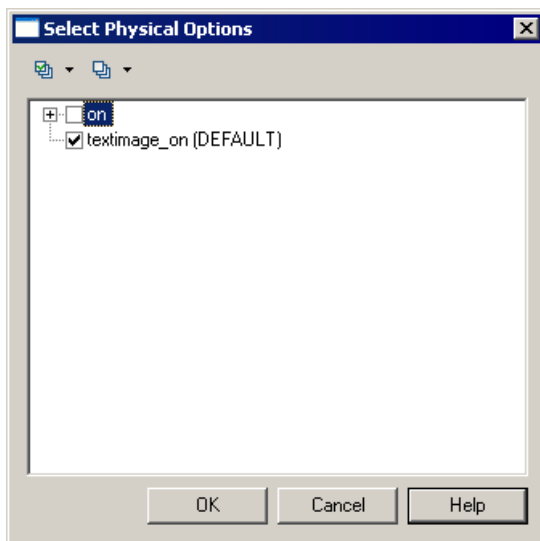 Select Physical Options
on
textimage_on (DEFAULT)
OK Cancel Help